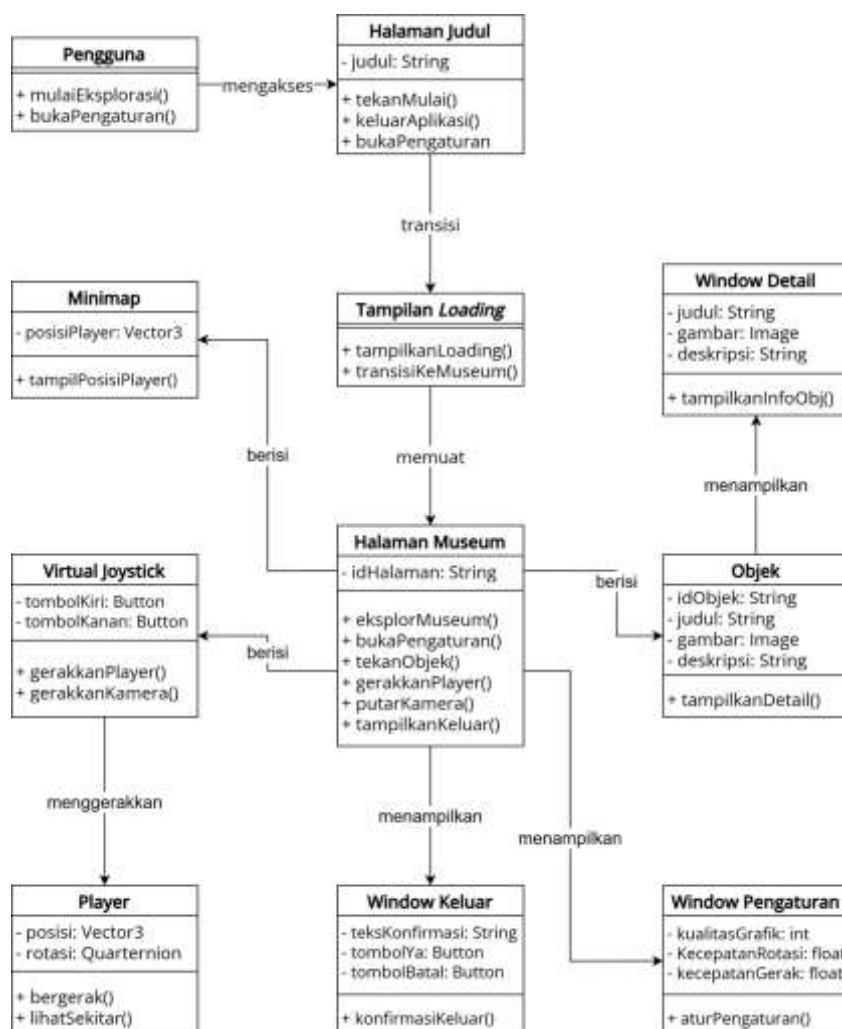 Pengguna
+ mulaiEksplorasi()
+ bukaPengaturan()
mengakses
Halaman Judul
- judul: String
+ tekanMulai()
+ keluarAplikasi()
+ bukaPengaturan
transisi
Minimap
- posisiPlayer: Vector3
+ tampilPosisiPlayer()
Tampilan Loading
+ tampilkanLoading()
+ transisiKeMuseum()
Window Detail
- judul: String
- gambar: Image
- deskripsi: String
+ tampilkanInfoObj()
berisi
memuat
menampilkan
Virtual Joystick
- tombolKiri: Button
- tombolKanan: Button
+ gerakkanPlayer()
+ gerakkanKamera()
berisi
Halaman Museum
- idHalaman: String
+ eksplorMuseum()
+ bukaPengaturan()
+ tekanObjek()
+ gerakkanPlayer()
+ putarKamera()
+ tampilkanKeluar()
berisi
Objek
- idObjek: String
- judul: String
- gambar: Image
- deskripsi: String
+ tampilkanDetail()
menggerakkan
menampilkan
menampilkan
Player
- posisi: Vector3
- rotasi: Quarternion
+ bergerak()
+ lihatSekitar()
Window Keluar
- teksKonfirmasi: String
- tombolYa: Button
- tombolBatal: Button
+ konfirmasiKeluar()
Window Pengaturan
- kualitasGrafik: int
- KecepatanRotasi: float
- kecepatanGerak: float
+ aturPengaturan()